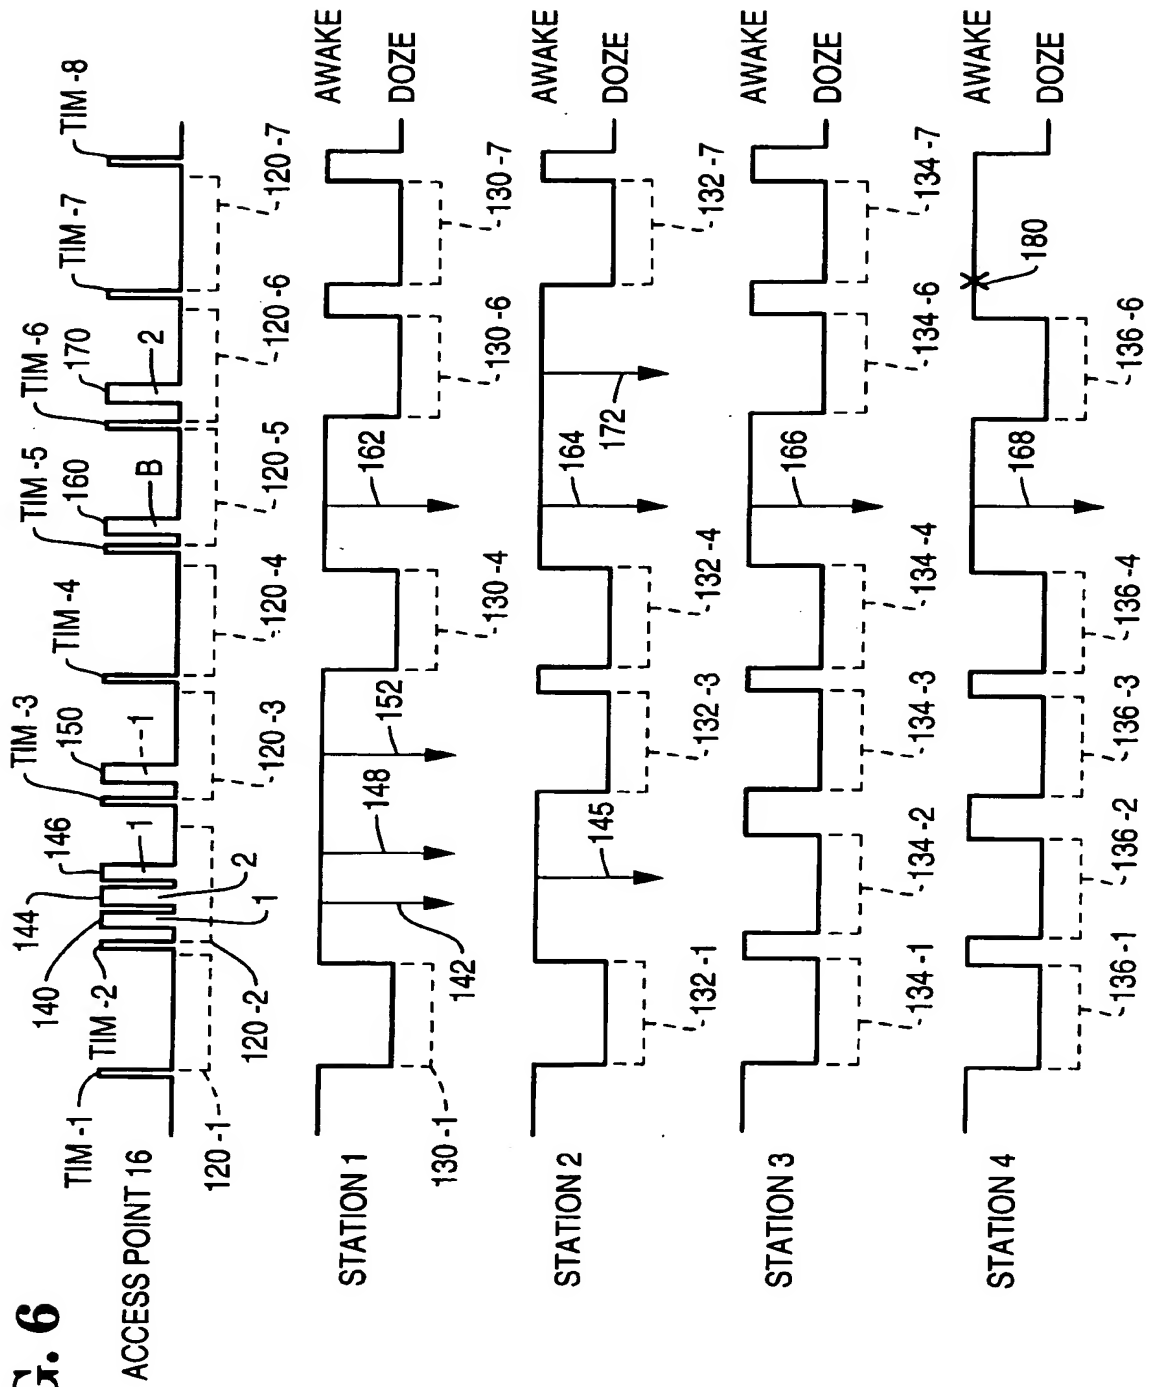 G. 6
TIM -1
TIM -2
TIM -3
TIM -4
TIM -5
TIM -6
TIM -7
TIM -8
140
144
146
150
160
170
1
2
1
1
B
2
ACCESS POINT 16
120 -1
120 -2
120 -3
120 -4
120 -5
120 -6
120 -7
STATION 1
AWAKE
DOZE
142
148
152
162
130 -1
130 -4
130 -6
130 -7
STATION 2
AWAKE
DOZE
145
164
172
132 -1
132 -3
132 -4
132 -7
STATION 3
AWAKE
DOZE
166
134 -1
134 -2
134 -3
134 -4
134 -6
134 -7
STATION 4
AWAKE
DOZE
168
180
136 -1
136 -2
136 -3
136 -4
136 -6